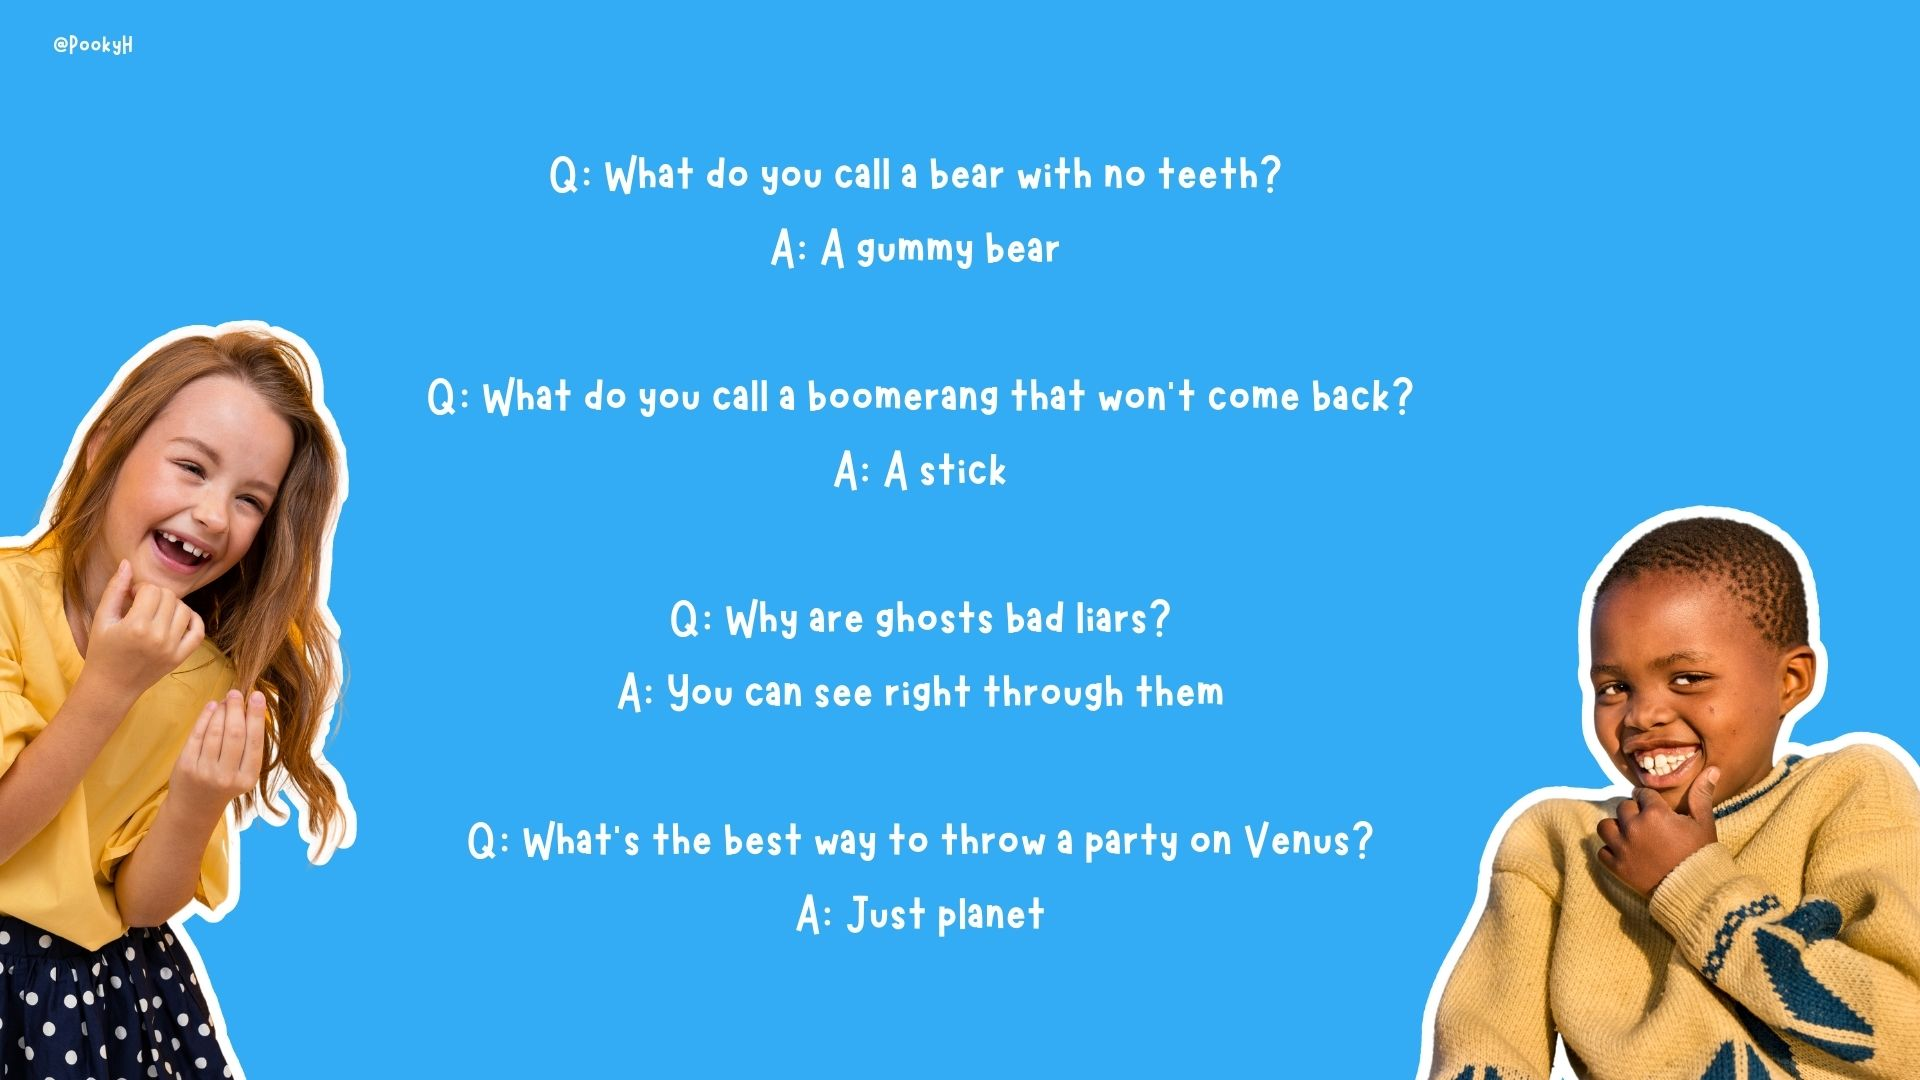 @PookyH
Q: What do you call a bear with no teeth?
A: A gummy bear
Q: What do you call a boomerang that won't come back?
A: A stick
Q: Why are ghosts bad liars?
A: You can see right through them
Q: What's the best way to throw a party on Venus?
A: Just planet